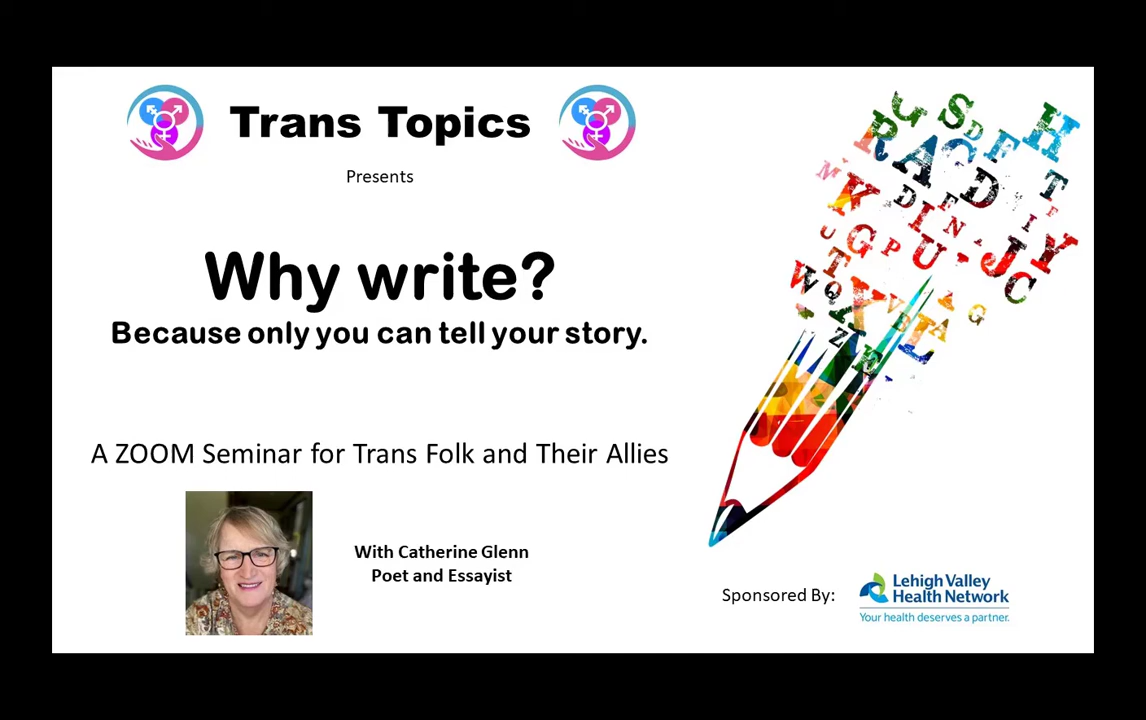 Trans Topics
Presents
Why write?
Because only you can tell your story.
A ZOOM Seminar for Trans Folk and Their Allies
With Catherine Glenn
Poet and Essayist
Sponsored By:
Lehigh Valley
Health Network
Your health deserves a partner.